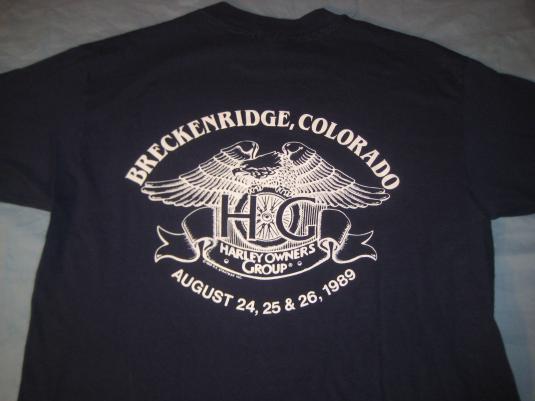 BRECKENRIDGE, COLORADO
HOG
HARLEY OWNERS
GROUP®
AUGUST 24, 25 & 26, 1989